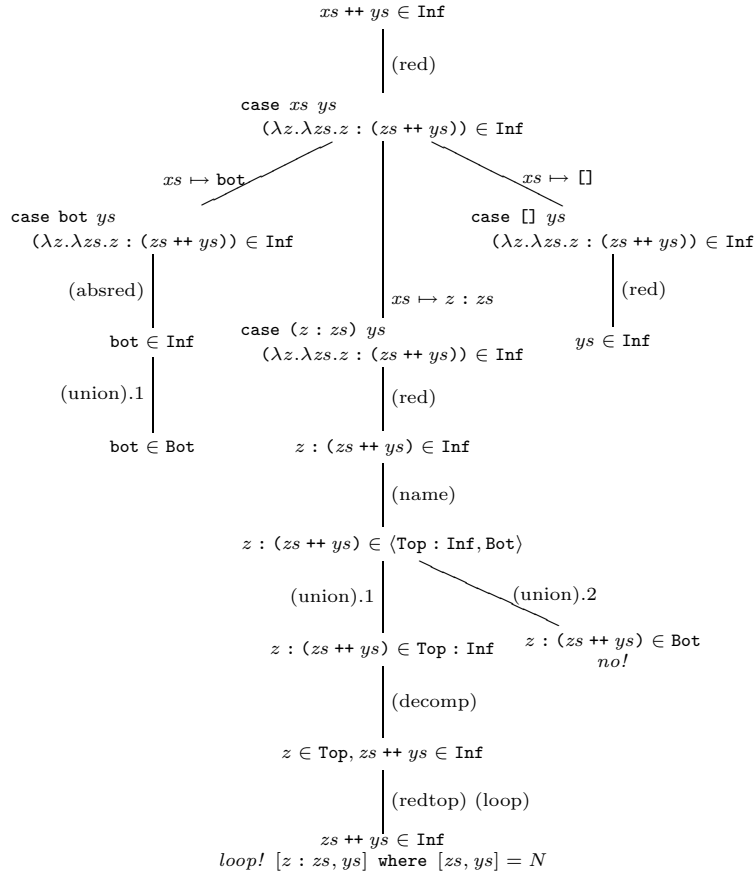 xs ++ ys ∈ Inf
(red)
case xs ys
(λz.λzs.z : (zs ++ ys)) ∈ Inf
xs ↦ bot
xs ↦ []
case bot ys
(λz.λzs.z : (zs ++ ys)) ∈ Inf
case [] ys
(λz.λzs.z : (zs ++ ys)) ∈ Inf
(absred)
(red)
xs ↦ z : zs
bot ∈ Inf
case (z : zs) ys
(λz.λzs.z : (zs ++ ys)) ∈ Inf
ys ∈ Inf
(union).1
(red)
bot ∈ Bot
z : (zs ++ ys) ∈ Inf
(name)
z : (zs ++ ys) ∈ ⟨Top : Inf, Bot⟩
(union).1
(union).2
z : (zs ++ ys) ∈ Top : Inf
z : (zs ++ ys) ∈ Bot
no!
(decomp)
z ∈ Top, zs ++ ys ∈ Inf
(redtop) (loop)
zs ++ ys ∈ Inf
loop! [z : zs, ys] where [zs, ys] = N